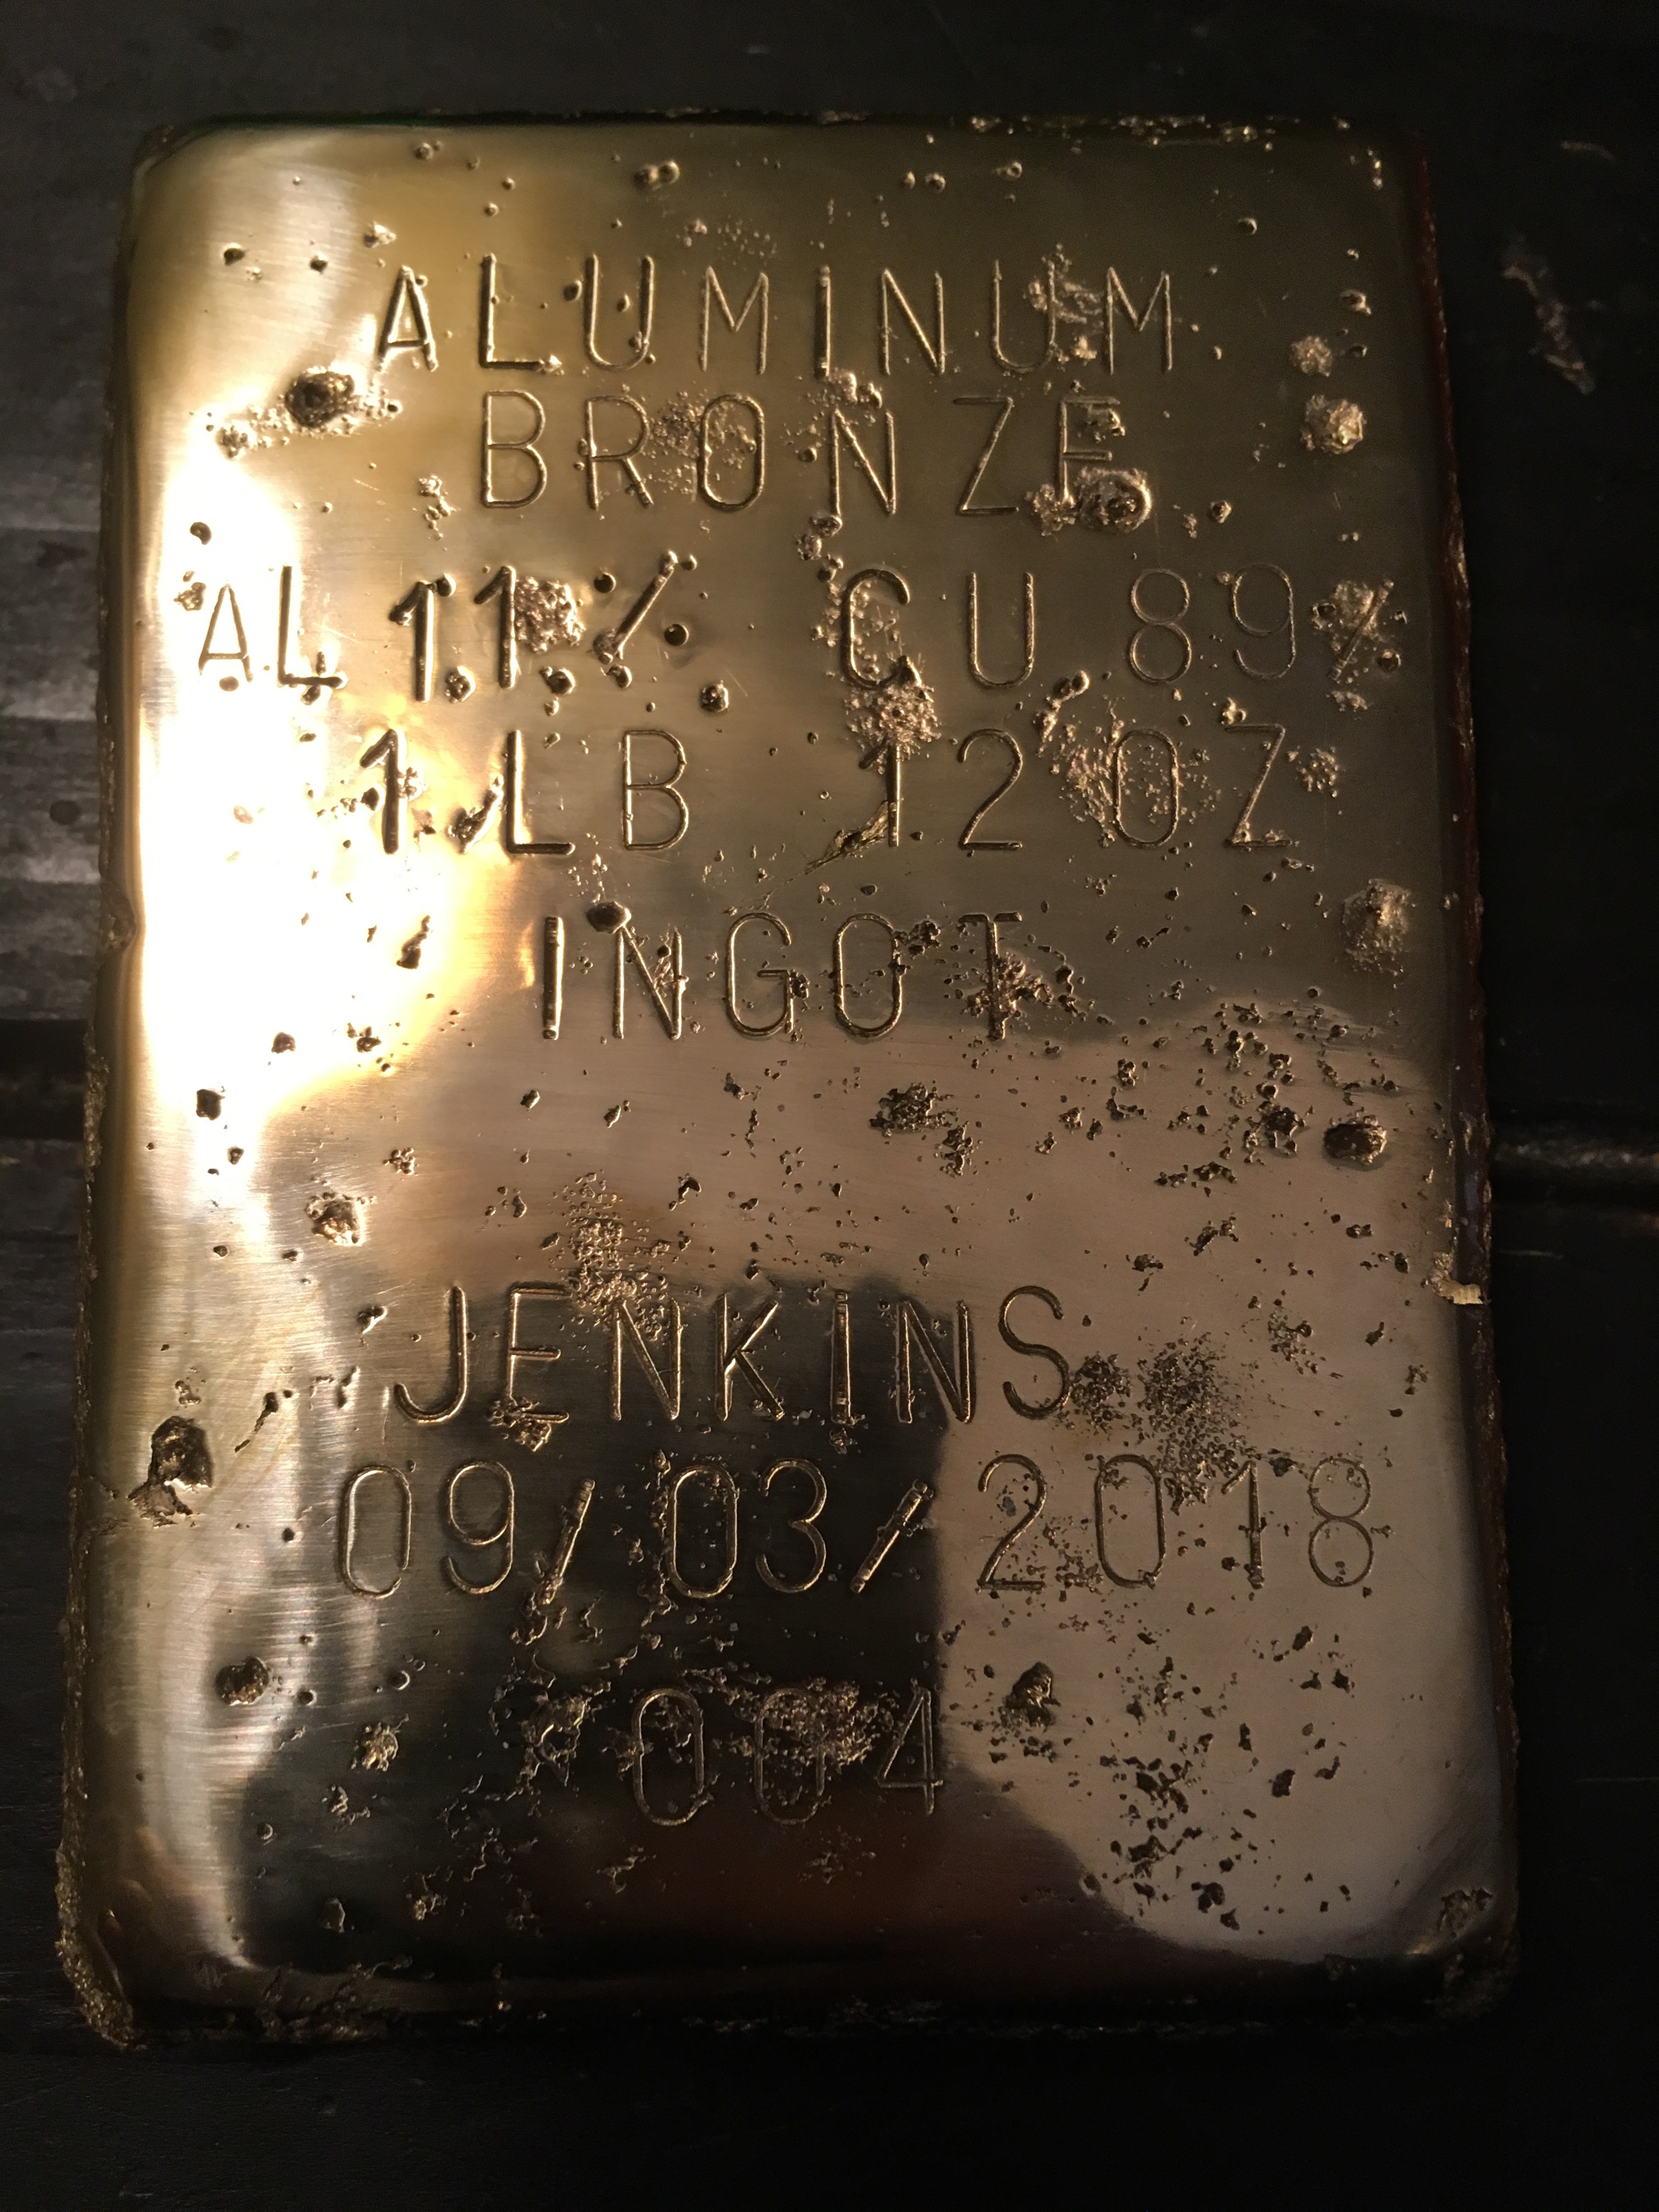 ALUMINUM
BRONZE
AL 11% CU 89%
1 LB 12 OZ
INGOT
JENKINS
09/03/2018
004